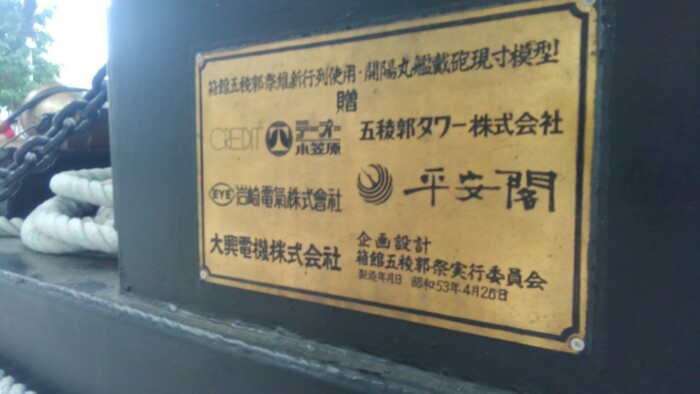 箱館五稜郭祭維新行列使用・開陽丸艦載砲現寸模型
贈
CREDIT テーオー小笠原
五稜郭タワー株式会社
EYE 岩崎電氣株式會社
平安閣
大興電機株式会社
企画設計
箱館五稜郭祭実行委員会
製造年月日 昭和53年4月26日